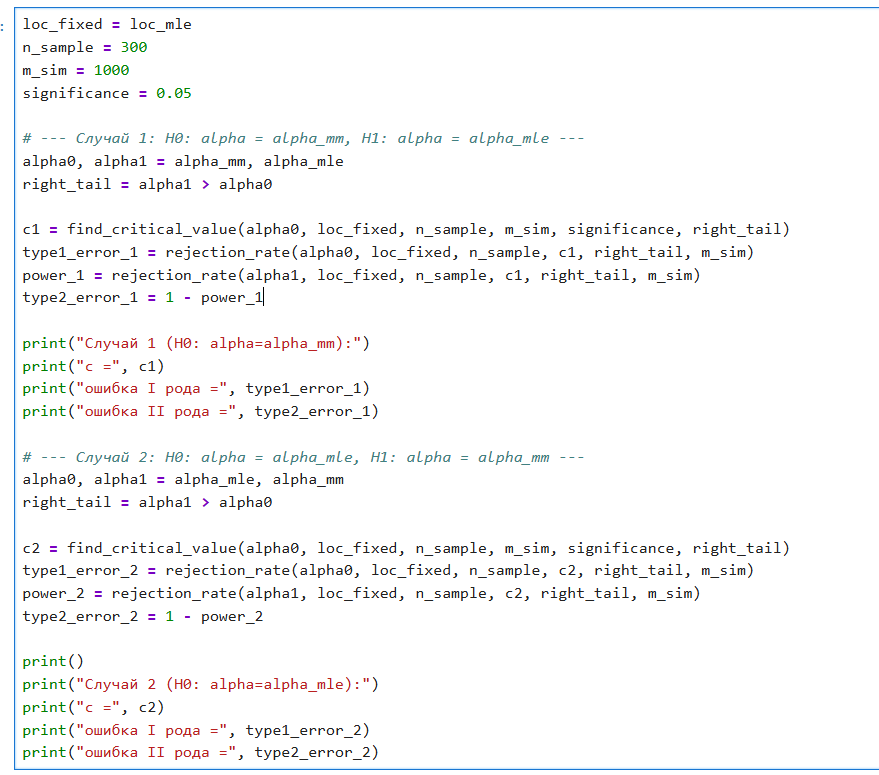 :
loc_fixed = loc_mle
n_sample = 300
m_sim = 1000
significance = 0.05
# --- Случай 1: H0: alpha = alpha_mm, H1: alpha = alpha_mle ---
alpha0, alpha1 = alpha_mm, alpha_mle
right_tail = alpha1 > alpha0
c1 = find_critical_value(alpha0, loc_fixed, n_sample, m_sim, significance, right_tail)
type1_error_1 = rejection_rate(alpha0, loc_fixed, n_sample, c1, right_tail, m_sim)
power_1 = rejection_rate(alpha1, loc_fixed, n_sample, c1, right_tail, m_sim)
type2_error_1 = 1 - power_1
print("Случай 1 (H0: alpha=alpha_mm):")
print("c =", c1)
print("ошибка I рода =", type1_error_1)
print("ошибка II рода =", type2_error_1)
# --- Случай 2: H0: alpha = alpha_mle, H1: alpha = alpha_mm ---
alpha0, alpha1 = alpha_mle, alpha_mm
right_tail = alpha1 > alpha0
c2 = find_critical_value(alpha0, loc_fixed, n_sample, m_sim, significance, right_tail)
type1_error_2 = rejection_rate(alpha0, loc_fixed, n_sample, c2, right_tail, m_sim)
power_2 = rejection_rate(alpha1, loc_fixed, n_sample, c2, right_tail, m_sim)
type2_error_2 = 1 - power_2
print()
print("Случай 2 (H0: alpha=alpha_mle):")
print("c =", c2)
print("ошибка I рода =", type1_error_2)
print("ошибка II рода =", type2_error_2)